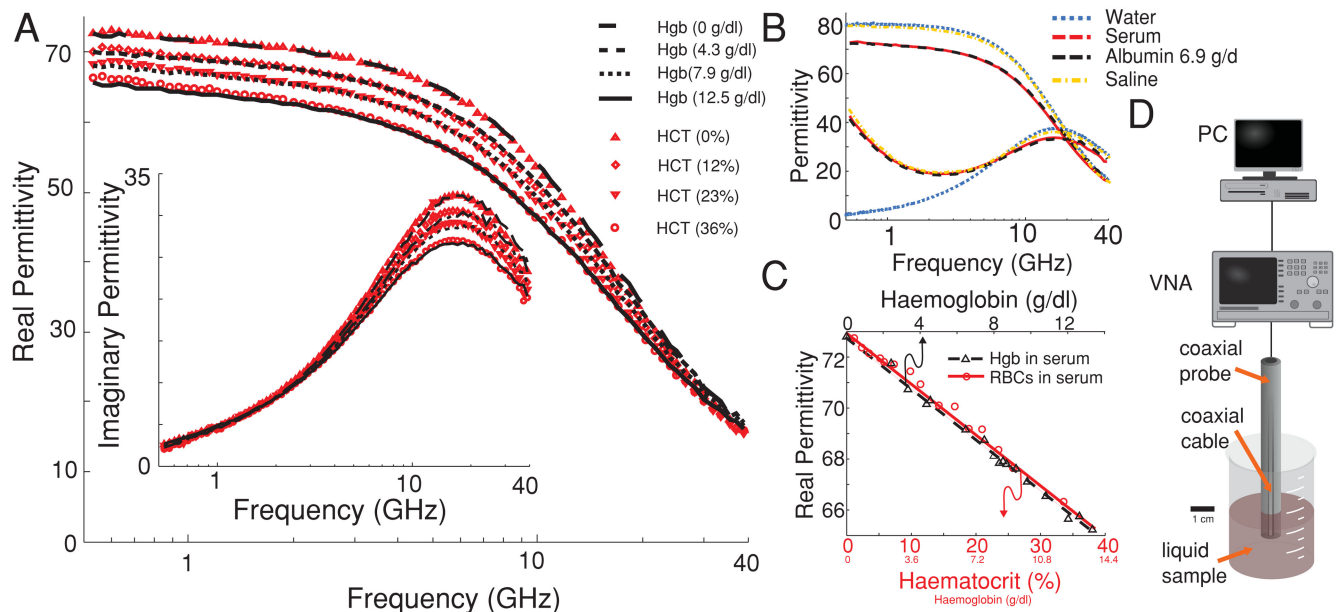 A
70
50
30
20
10
0
Real Permittivity
1
10
40
Frequency (GHz)
Hgb (0 g/dl)
Hgb (4.3 g/dl)
Hgb(7.9 g/dl)
Hgb (12.5 g/dl)
HCT (0%)
HCT (12%)
HCT (23%)
HCT (36%)
35
0
Imaginary Permittivity
1
10
40
Frequency (GHz)
B
80
60
40
20
0
Permittivity
1
10
40
Frequency (GHz)
Water
Serum
Albumin 6.9 g/d
Saline
C
Haemoglobin (g/dl)
0
4
8
12
Hgb in serum
RBCs in serum
72
70
68
66
Real Permittivity
0
10
20
30
40
0
3.6
7.2
10.8
14.4
Haematocrit (%)
Haemoglobin (g/dl)
D
PC
VNA
coaxial
probe
coaxial
cable
1 cm
liquid
sample